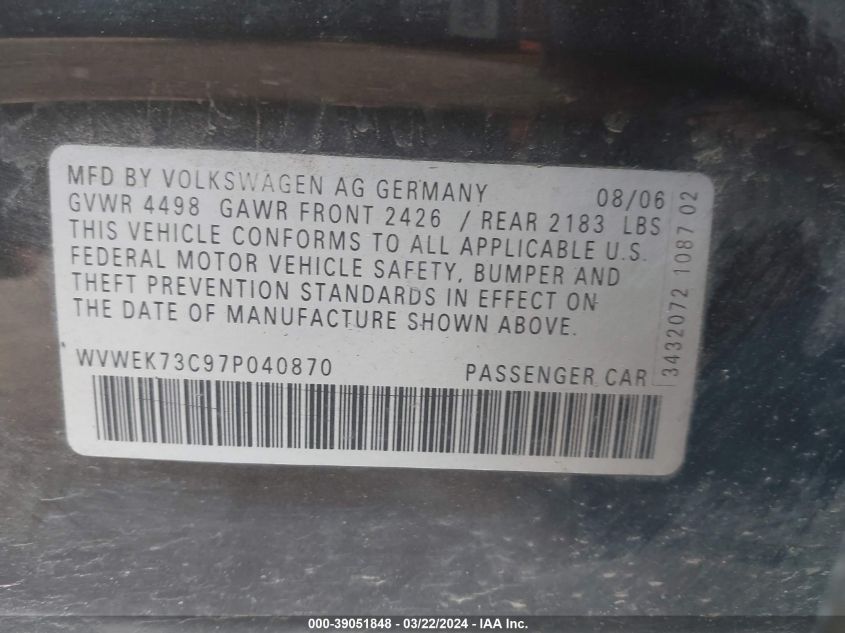 MFD BY VOLKSWAGEN AG GERMANY 08/06
GVWR 4498 GAWR FRONT 2426 / REAR 2183 LBS
THIS VEHICLE CONFORMS TO ALL APPLICABLE U.S.
FEDERAL MOTOR VEHICLE SAFETY, BUMPER AND
THEFT PREVENTION STANDARDS IN EFFECT ON
THE DATE OF MANUFACTURE SHOWN ABOVE.
WVWEK73C97P040870 PASSENGER CAR
3432072 1087 02
000-39051848 - 03/22/2024 - IAA Inc.